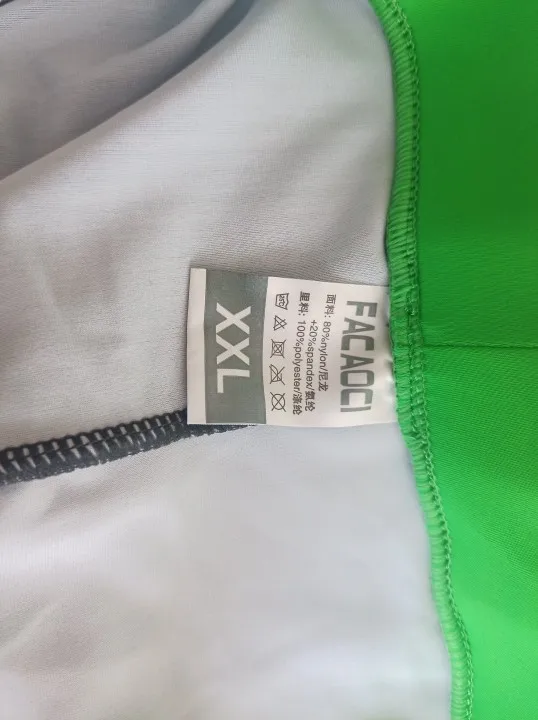 FACAOCI
面料: 80%nylon/尼龙
+20%spandex/氨纶
里料: 100%polyester/涤纶
XXL